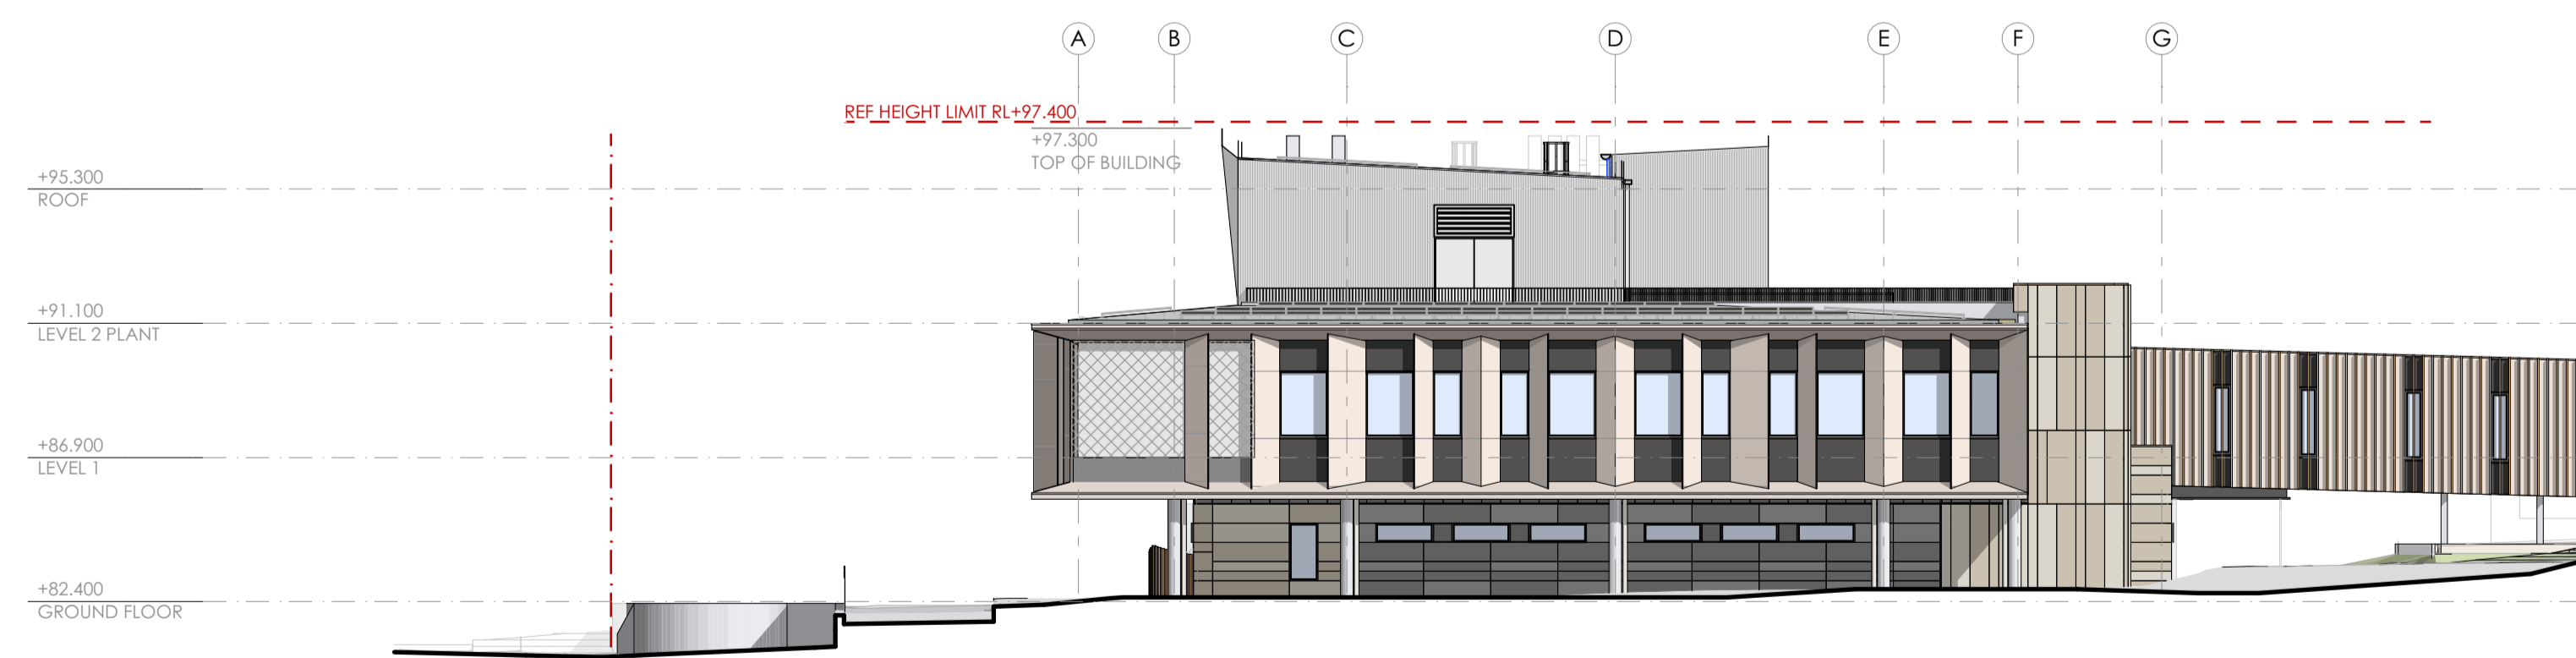 A B C D E F G
REF HEIGHT LIMIT RL+97.400
+97.300
TOP OF BUILDING
+95.300
ROOF
+91.100
LEVEL 2 PLANT
+86.900
LEVEL 1
+82.400
GROUND FLOOR